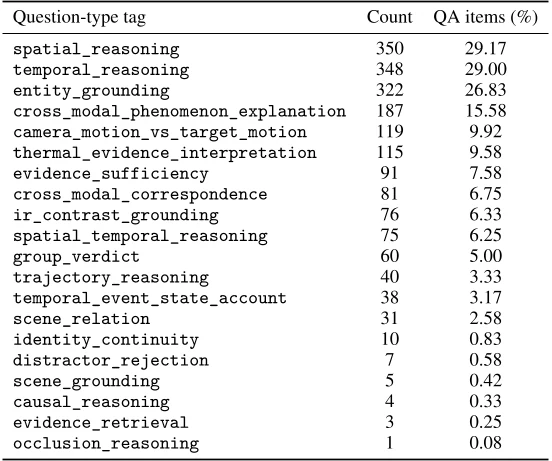 Question-type tag Count QA items (%)
spatial_reasoning 350 29.17
temporal_reasoning 348 29.00
entity_grounding 322 26.83
cross_modal_phenomenon_explanation 187 15.58
camera_motion_vs_target_motion 119 9.92
thermal_evidence_interpretation 115 9.58
evidence_sufficiency 91 7.58
cross_modal_correspondence 81 6.75
ir_contrast_grounding 76 6.33
spatial_temporal_reasoning 75 6.25
group_verdict 60 5.00
trajectory_reasoning 40 3.33
temporal_event_state_account 38 3.17
scene_relation 31 2.58
identity_continuity 10 0.83
distractor_rejection 7 0.58
scene_grounding 5 0.42
causal_reasoning 4 0.33
evidence_retrieval 3 0.25
occlusion_reasoning 1 0.08